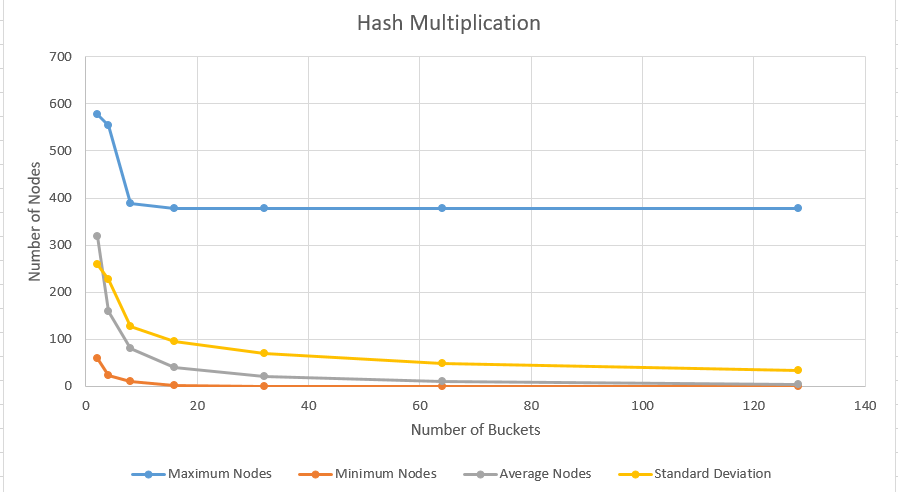 Hash Multiplication
700
600
500
400
300
200
100
0
Number of Nodes
0 20 40 60 80 100 120 140
Number of Buckets
Maximum Nodes Minimum Nodes Average Nodes Standard Deviation